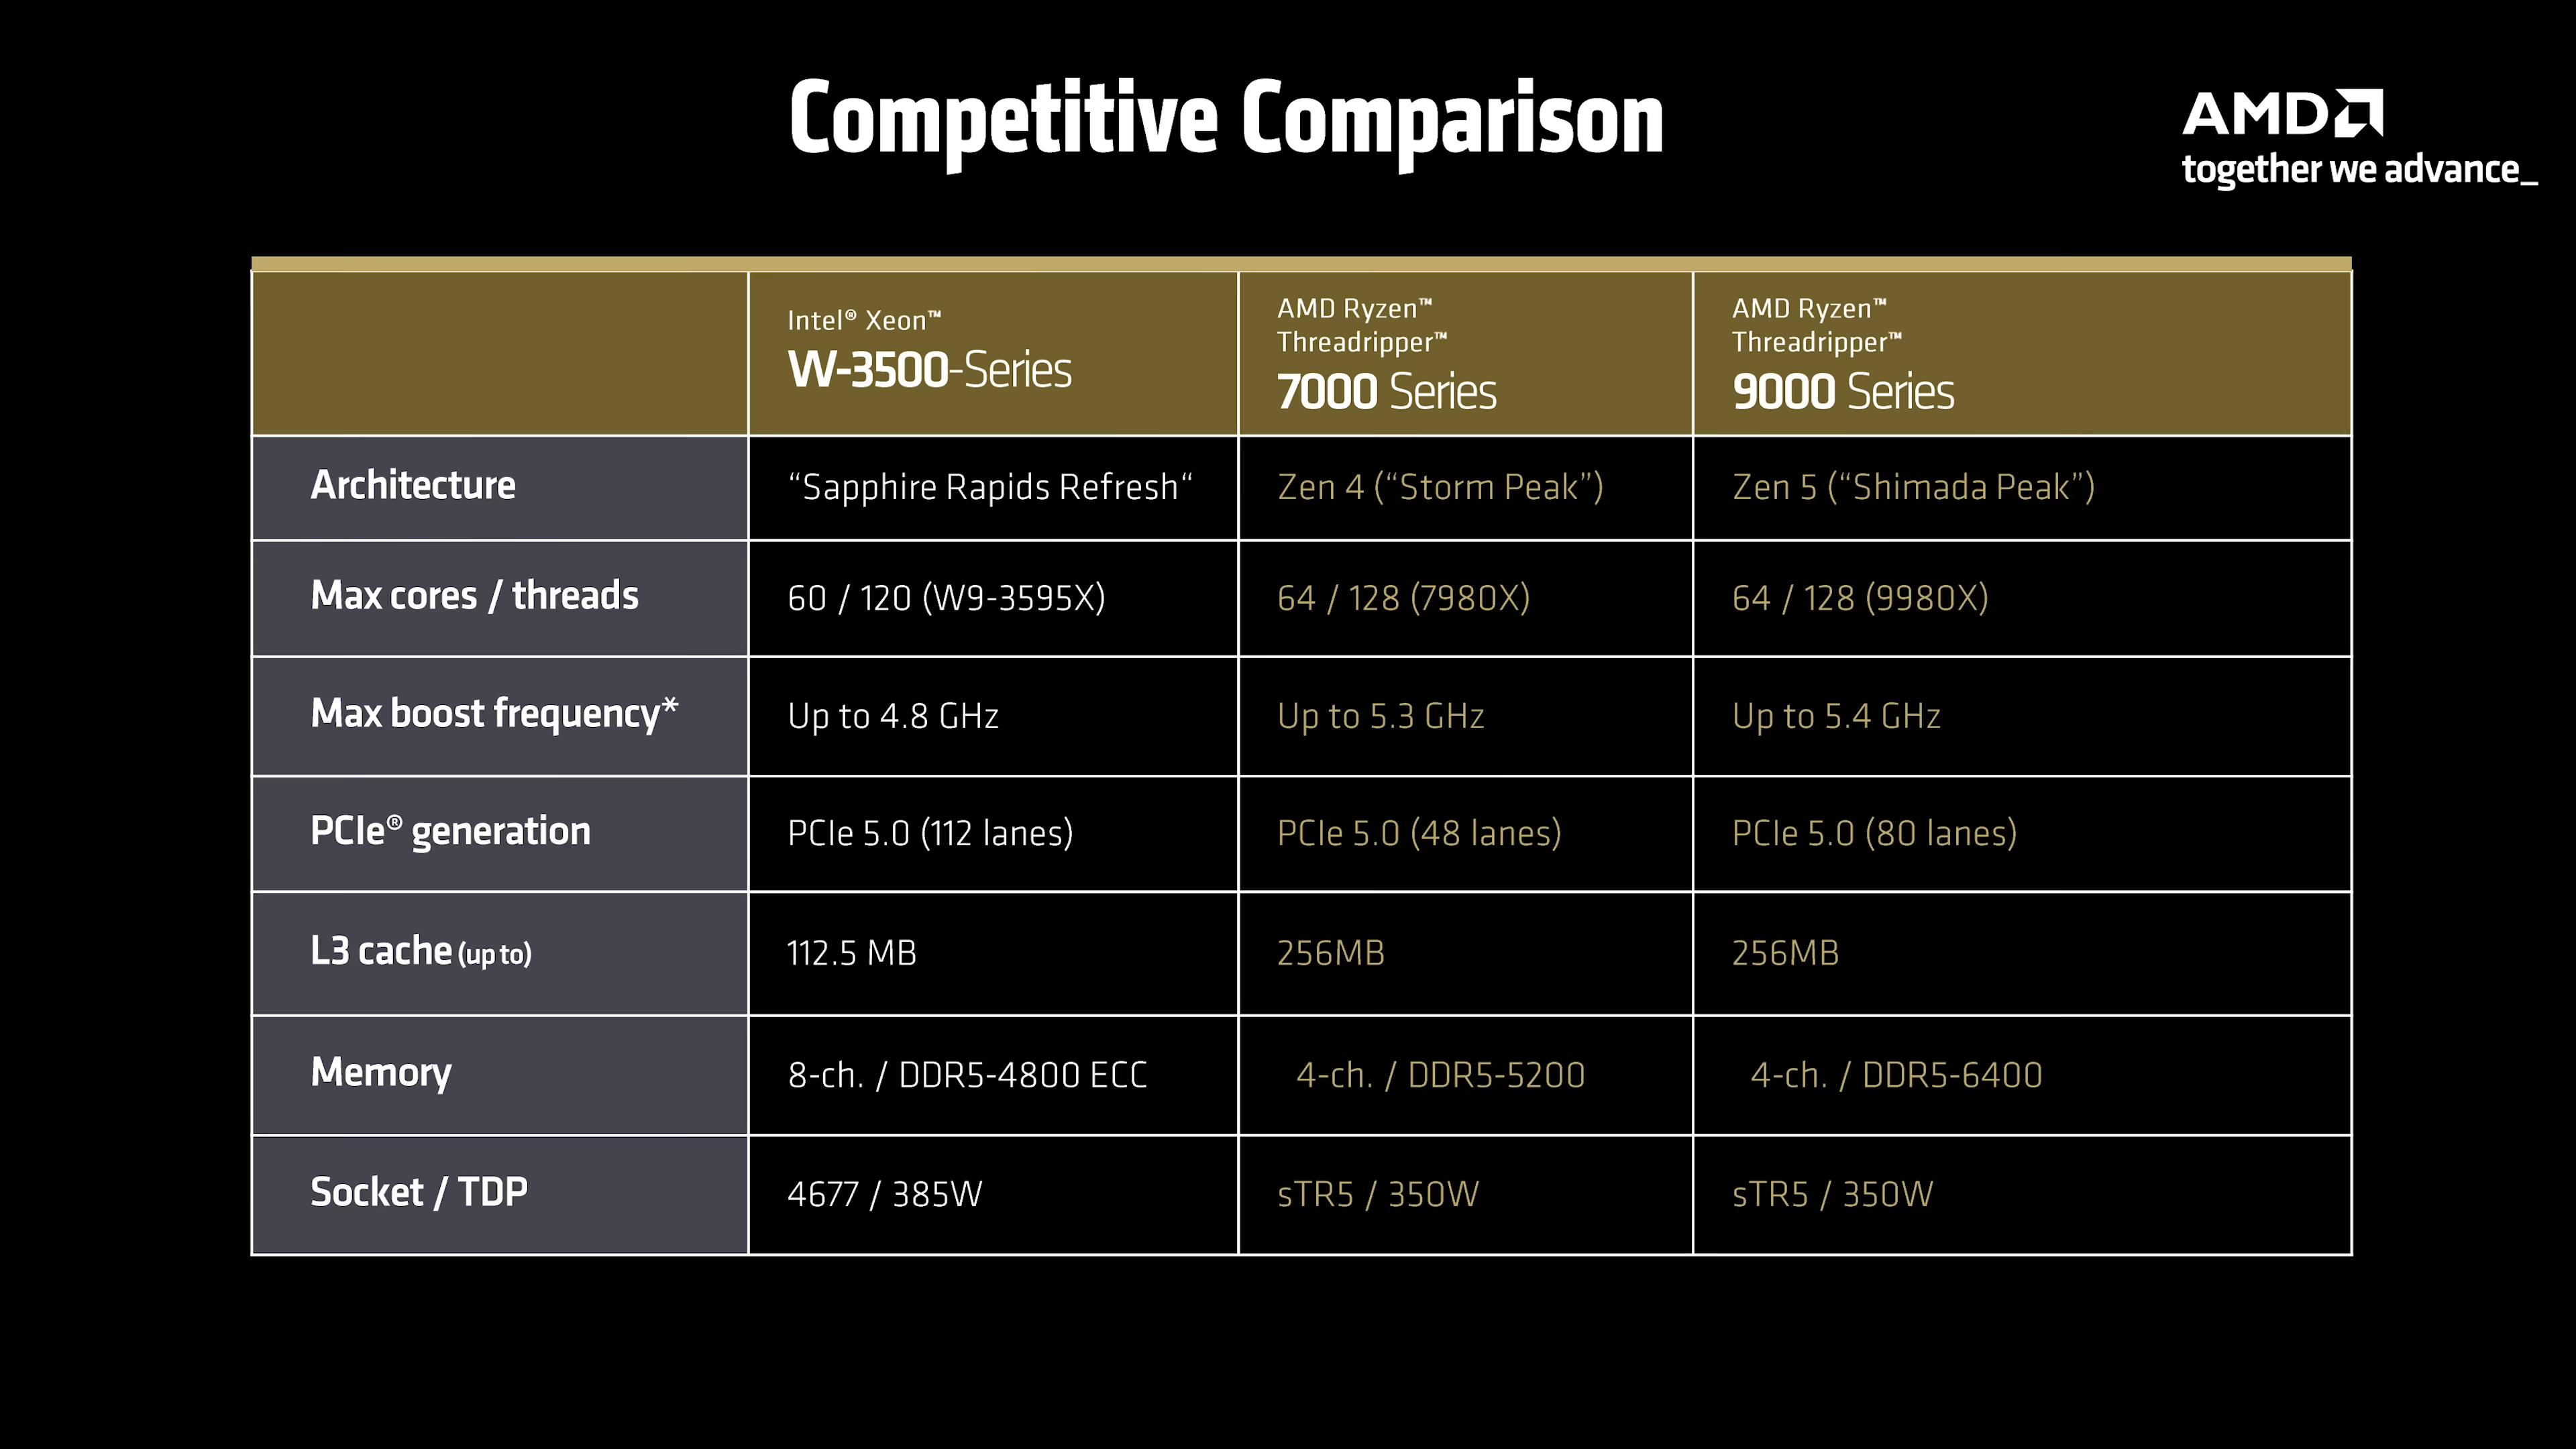 Competitive Comparison
AMD
together we advance_
Intel® Xeon™
W-3500-Series
AMD Ryzen™
Threadripper™
7000 Series
AMD Ryzen™
Threadripper™
9000 Series
Architecture
“Sapphire Rapids Refresh“
Zen 4 (“Storm Peak”)
Zen 5 (“Shimada Peak”)
Max cores / threads
60 / 120 (W9-3595X)
64 / 128 (7980X)
64 / 128 (9980X)
Max boost frequency*
Up to 4.8 GHz
Up to 5.3 GHz
Up to 5.4 GHz
PCIe® generation
PCIe 5.0 (112 lanes)
PCIe 5.0 (48 lanes)
PCIe 5.0 (80 lanes)
L3 cache (up to)
112.5 MB
256MB
256MB
Memory
8-ch. / DDR5-4800 ECC
4-ch. / DDR5-5200
4-ch. / DDR5-6400
Socket / TDP
4677 / 385W
sTR5 / 350W
sTR5 / 350W